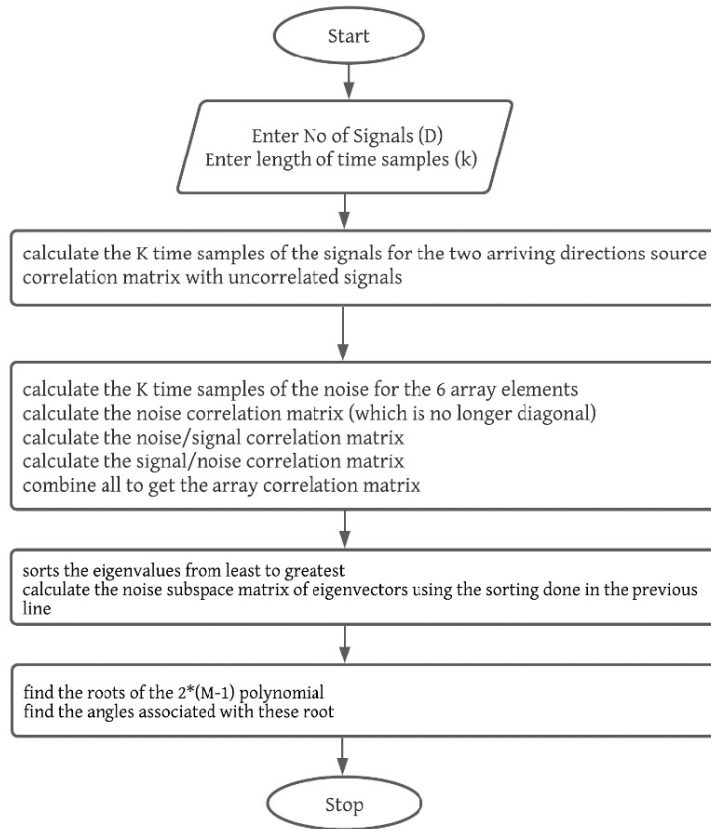 Start
Enter No of Signals (D)
Enter length of time samples (k)
calculate the K time samples of the signals for the two arriving directions source
correlation matrix with uncorrelated signals
calculate the K time samples of the noise for the 6 array elements
calculate the noise correlation matrix (which is no longer diagonal)
calculate the noise/signal correlation matrix
calculate the signal/noise correlation matrix
combine all to get the array correlation matrix
sorts the eigenvalues from least to greatest
calculate the noise subspace matrix of eigenvectors using the sorting done in the previous
line
find the roots of the 2*(M-1) polynomial
find the angles associated with these root
Stop